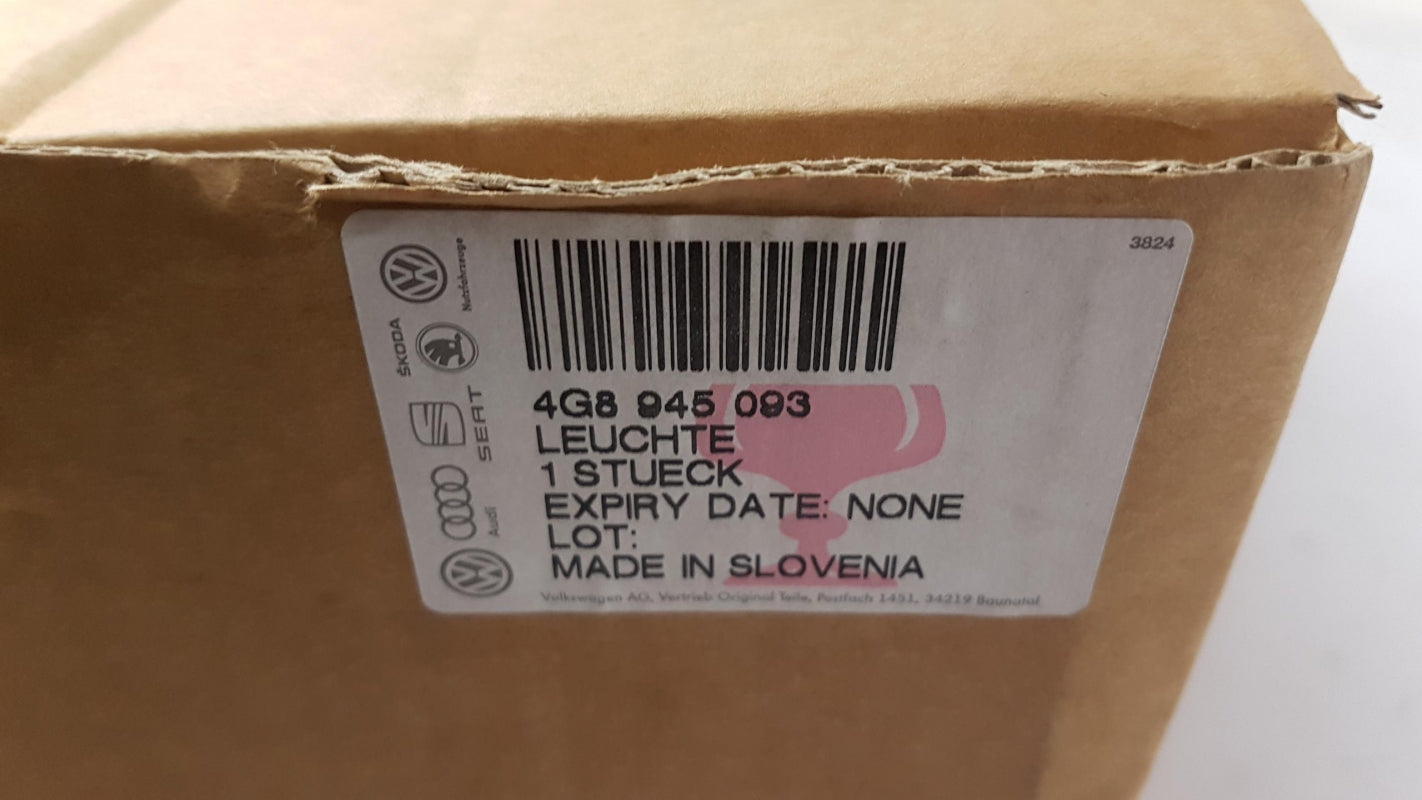 3824
Nutzfahrzeuge
ŠKODA
SEAT
Audi
4G8 945 093
LEUCHTE
1 STUECK
EXPIRY DATE: NONE
LOT:
MADE IN SLOVENIA
Volkswagen AG, Vertrieb Original Teile, Postfach 1451, 34219 Baunatal